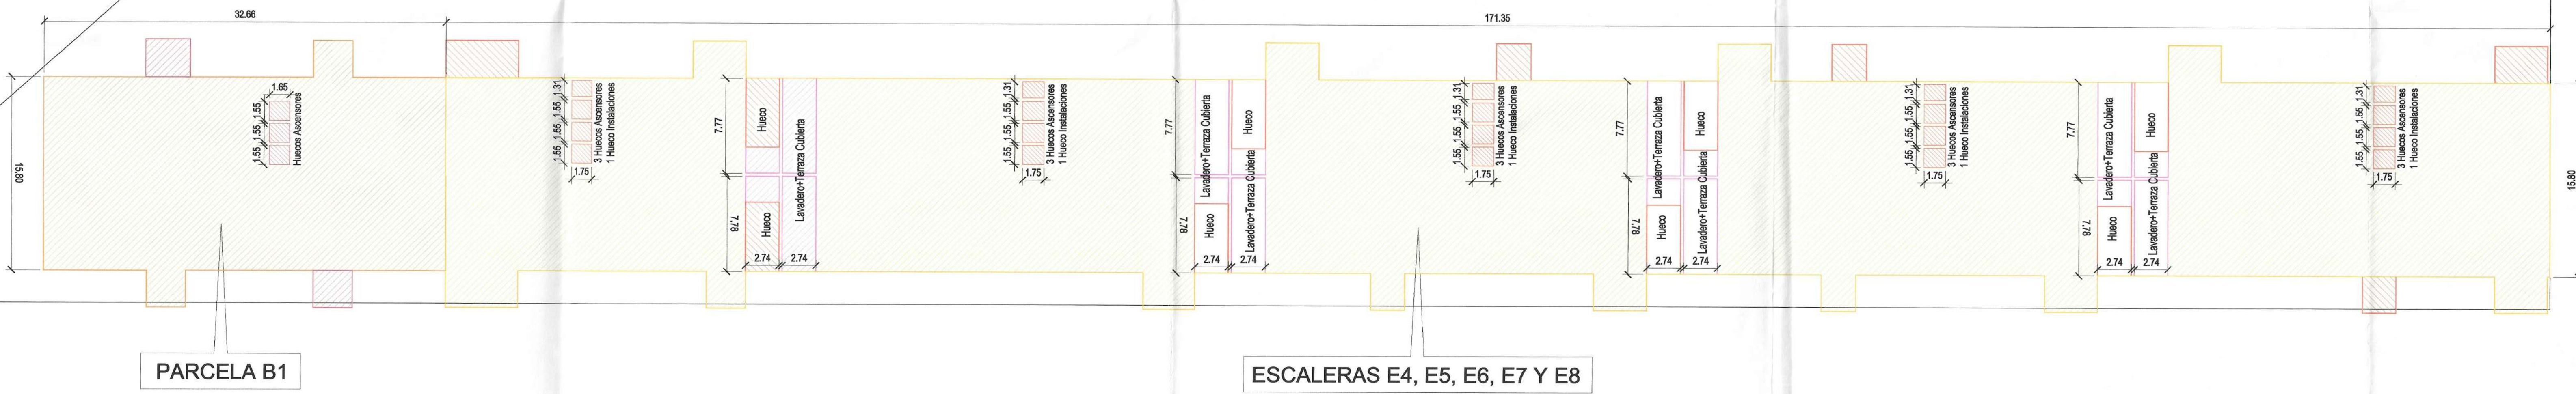 32.66
171.35
15.80
1.65
1.55
1.55
1.55
Huecos Ascensores
1.31
1.55
1.55
1.55
1.75
3 Huecos Ascensores
1 Hueco Instalaciones
7.77
7.78
Hueco
Hueco
Lavadero+Terraza Cubierta
2.74
2.74
1.31
1.55
1.55
1.55
1.75
3 Huecos Ascensores
1 Hueco Instalaciones
7.77
7.78
Lavadero+Terraza Cubierta
Hueco
Hueco
Lavadero+Terraza Cubierta
2.74
2.74
1.31
1.55
1.55
1.55
1.75
3 Huecos Ascensores
1 Hueco Instalaciones
7.77
7.78
Lavadero+Terraza Cubierta
Hueco
Hueco
Lavadero+Terraza Cubierta
2.74
2.74
1.31
1.55
1.55
1.55
1.75
3 Huecos Ascensores
1 Hueco Instalaciones
7.77
7.78
Lavadero+Terraza Cubierta
Hueco
Hueco
Lavadero+Terraza Cubierta
2.74
2.74
1.31
1.55
1.55
1.55
1.75
3 Huecos Ascensores
1 Hueco Instalaciones
15.80
PARCELA B1
ESCALERAS E4, E5, E6, E7 Y E8